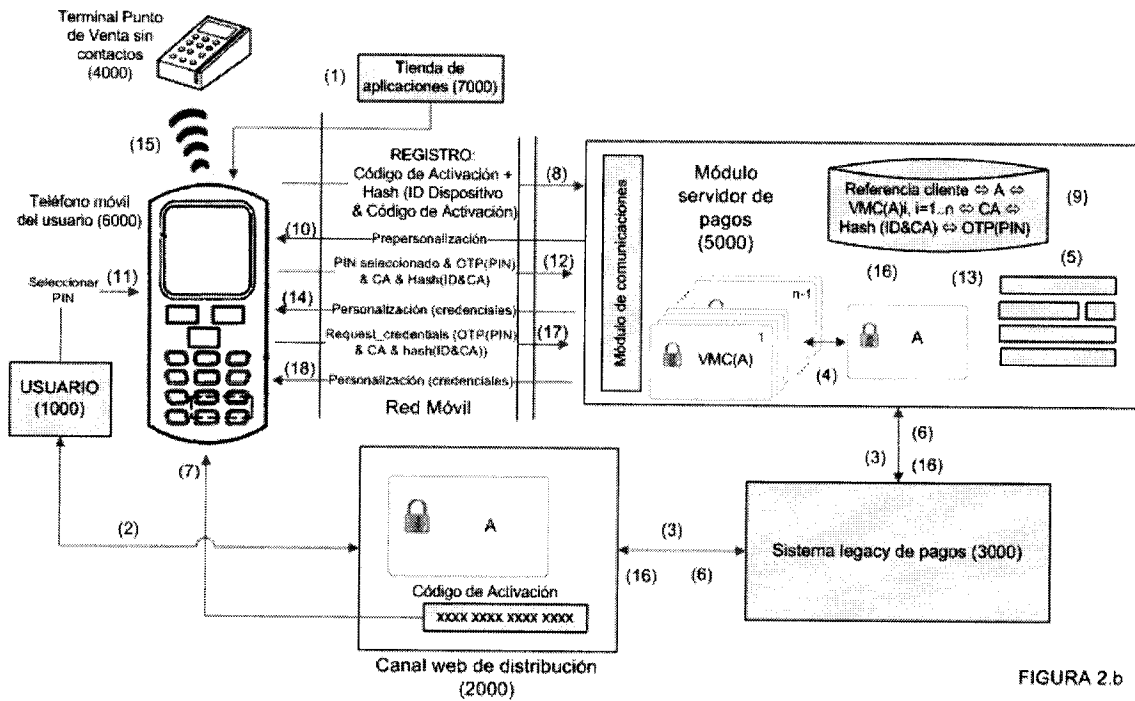 Terminal Punto
de Venta sin
contactos
(4000)
(1)
Tienda de
aplicaciones (7000)
(15)
Teléfono móvil
del usuario (6000)
REGISTRO:
Código de Activación +
Hash (ID Dispositivo
& Código de Activación)
(8)
(10)
Prepersonalización
Seleccionar
PIN
(11)
PIN seleccionado & OTP(PIN)
& CA & Hash(ID&CA)
(12)
(14)
Personalización (credenciales)
Request_credentials (OTP(PIN)
& CA & hash(ID&CA))
(17)
(18)
Personalización (credenciales)
Red Móvil
USUARIO
(1000)
Módulo de comunicaciones
Módulo
servidor de
pagos
(5000)
Referencia cliente ⇔ A ⇔
VMC(A)i, i=1..n ⇔ CA ⇔
Hash (ID&CA) ⇔ OTP(PIN)
(9)
(16)
(13)
(5)
n-1
1
VMC(A)
(4)
A
(6)
(3)
(16)
(7)
(2)
A
Código de Activación
xxxx xxxx xxxx xxxx
(3)
(16)
(6)
Sistema legacy de pagos (3000)
Canal web de distribución
(2000)
FIGURA 2.b